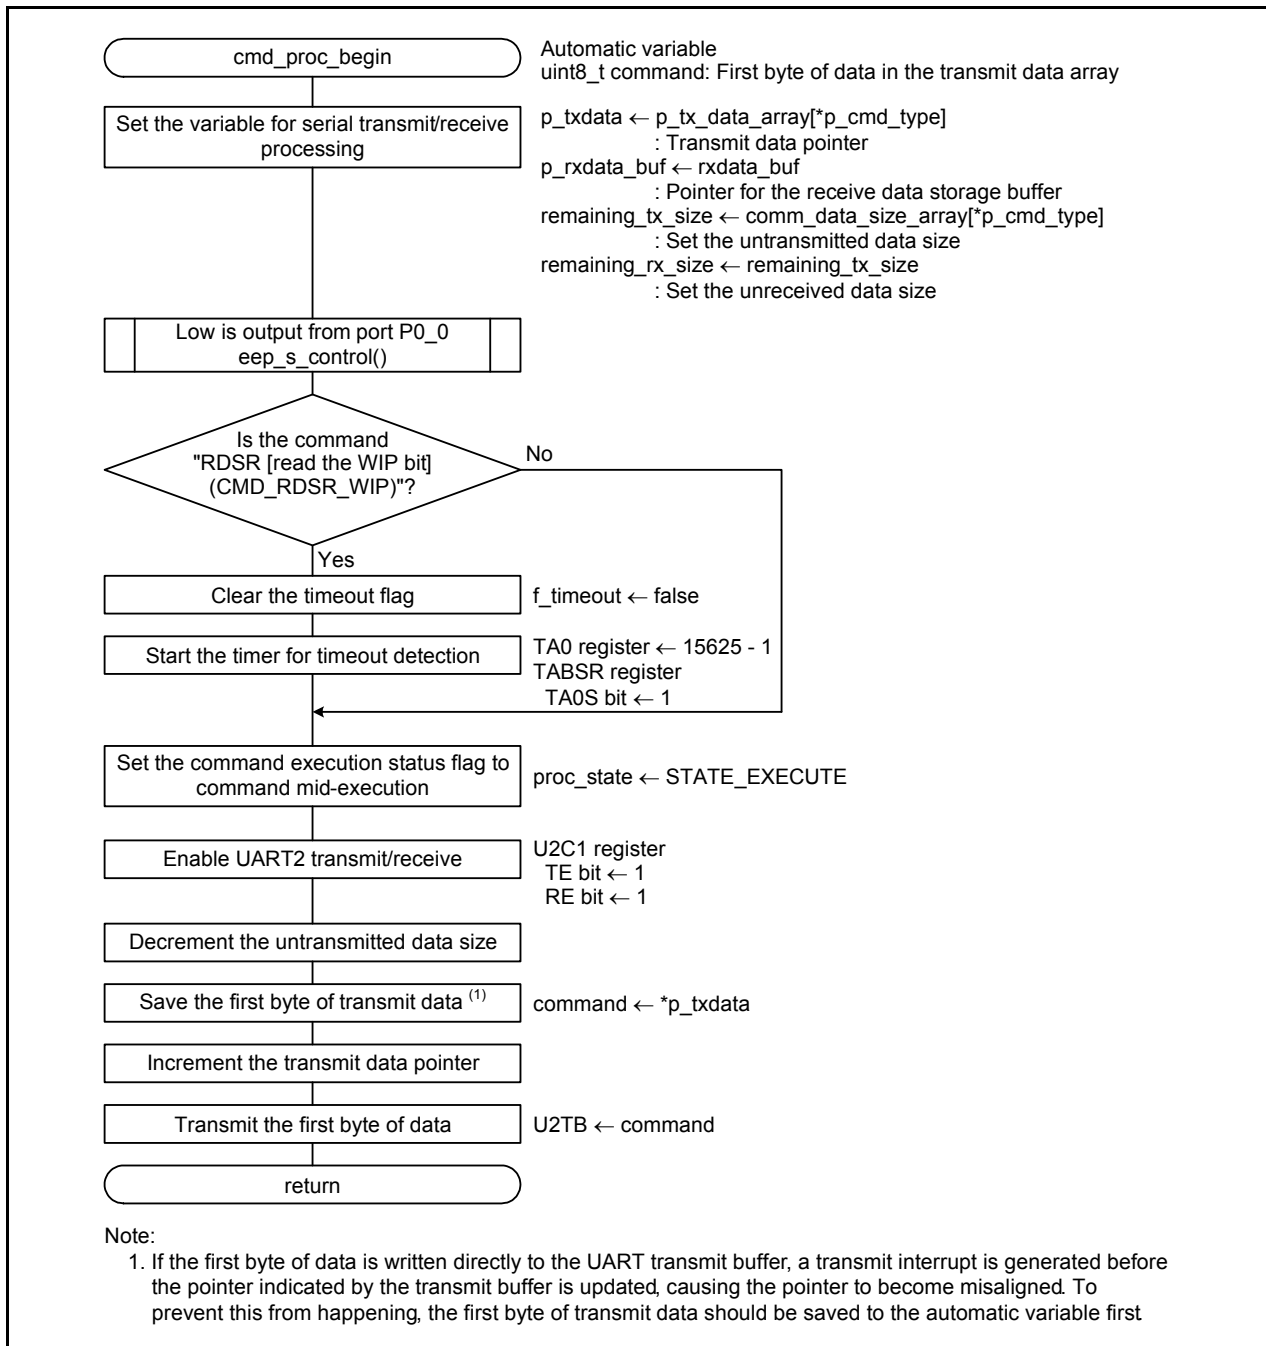 cmd_proc_begin
Automatic variable
uint8_t command: First byte of data in the transmit data array
Set the variable for serial transmit/receive
processing
p_txdata ← p_tx_data_array[*p_cmd_type]
: Transmit data pointer
p_rxdata_buf ← rxdata_buf
: Pointer for the receive data storage buffer
remaining_tx_size ← comm_data_size_array[*p_cmd_type]
: Set the untransmitted data size
remaining_rx_size ← remaining_tx_size
: Set the unreceived data size
Low is output from port P0_0
eep_s_control()
Is the command
"RDSR [read the WIP bit]
(CMD_RDSR_WIP)"?
No
Yes
Clear the timeout flag
f_timeout ← false
Start the timer for timeout detection
TA0 register ← 15625 - 1
TABSR register
TA0S bit ← 1
Set the command execution status flag to
command mid-execution
proc_state ← STATE_EXECUTE
Enable UART2 transmit/receive
U2C1 register
TE bit ← 1
RE bit ← 1
Decrement the untransmitted data size
Save the first byte of transmit data (1)
command ← *p_txdata
Increment the transmit data pointer
Transmit the first byte of data
U2TB ← command
return
Note:
1. If the first byte of data is written directly to the UART transmit buffer, a transmit interrupt is generated before
the pointer indicated by the transmit buffer is updated, causing the pointer to become misaligned. To
prevent this from happening, the first byte of transmit data should be saved to the automatic variable first.